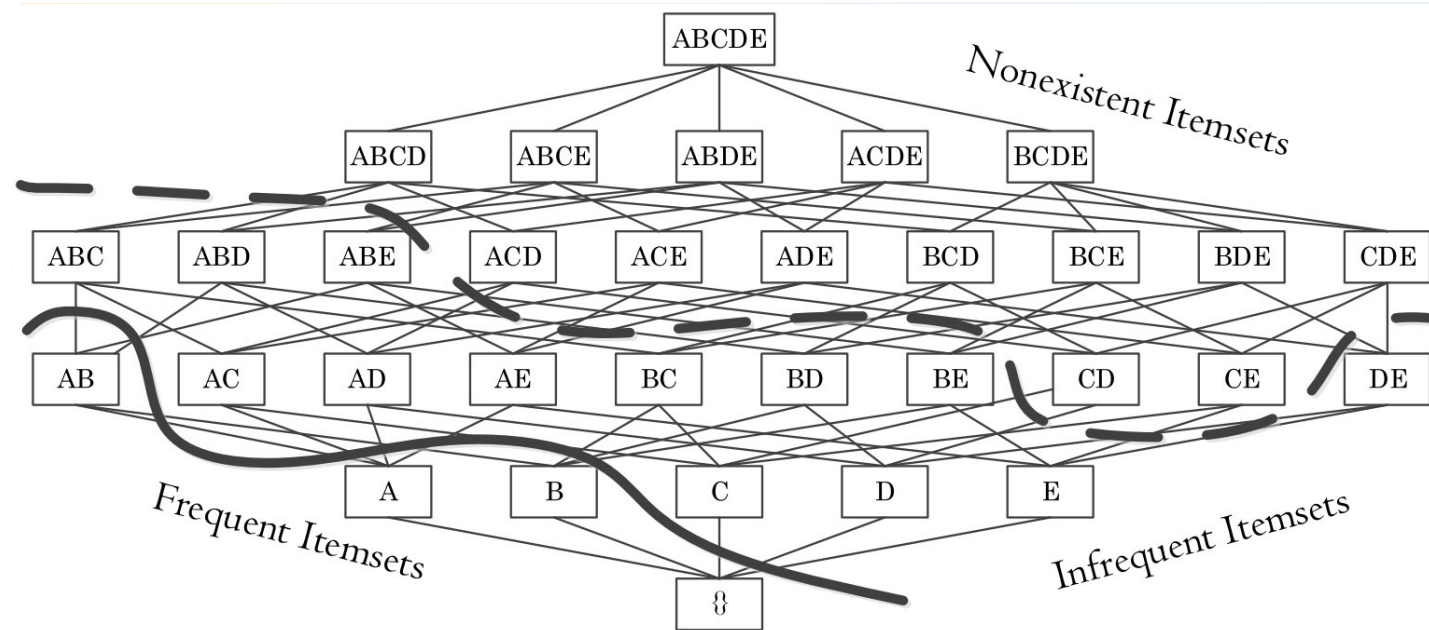 ABCDE
Nonexistent Itemsets
ABCD ABCE ABDE ACDE BCDE
ABC ABD ABE ACD ACE ADE BCD BCE BDE CDE
AB AC AD AE BC BD BE CD CE DE
A B C D E
Frequent Itemsets
Infrequent Itemsets
{}